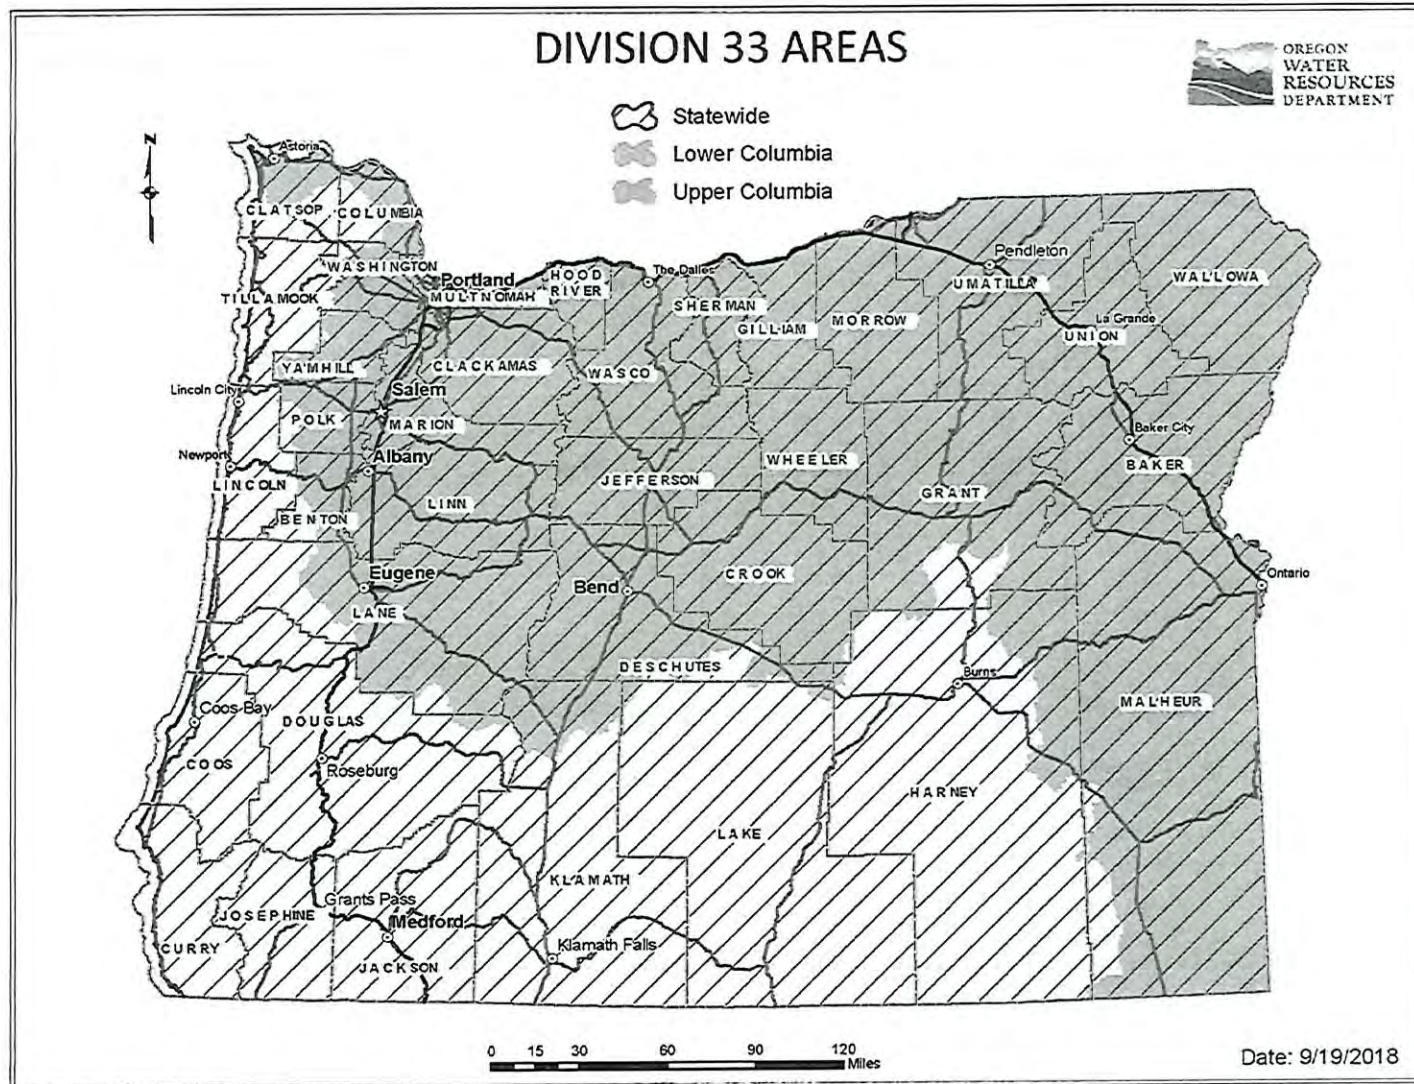 DIVISION 33 AREAS
OREGON
WATER
RESOURCES
DEPARTMENT
Statewide
Lower Columbia
Upper Columbia
N
Astoria
CLATSOP
COLUMBIA
WASHINGTON
Portland
HOOD
RIVER
The Dalles
Pendleton
WALLOWA
TILLAMOOK
MULTNOMAH
SHERMAN
UMATILLA
GILLIAM
MORROW
La Grande
UNION
YAMHILL
CLACKAMAS
WASCO
Lincoln City
Salem
POLK
MARION
Baker City
Newport
Albany
WHEELER
BAKER
LINCOLN
JEFFERSON
GRANT
LINN
BENTON
Eugene
CROOK
Ontario
Bend
LANE
DESCHUTES
Burns
MALHEUR
Coos Bay
DOUGLAS
COOS
Roseburg
HARNEY
LAKE
KLAMATH
Grants Pass
JOSEPHINE
Medford
CURRY
Klamath Falls
JACKSON
0 15 30 60 90 120
Miles
Date: 9/19/2018